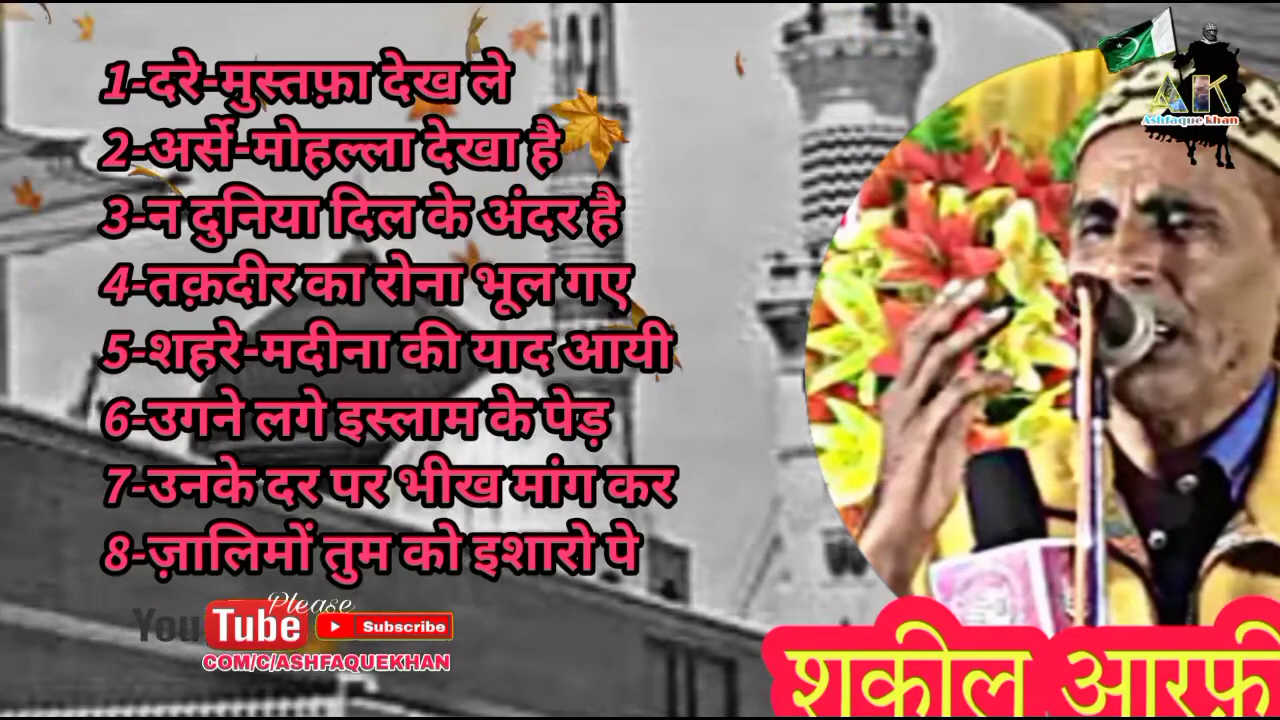 1-दरे-मुस्तफ़ा देख ले
2-अर्से-मोहल्ला देखा है
3-न दुनिया दिल के अंदर है
4-तक़दीर का रोना भूल गए
5-शहरे-मदीना की याद आयी
6-उगने लगे इस्लाम के पेड़
7-उनके दर पर भीख मांग कर
8-ज़ालिमों तुम को इशारो पे
AK
Ashfaque khan
Please
YouTube Subscribe
COM/C/ASHFAQUEKHAN
शकील आरफ़ी